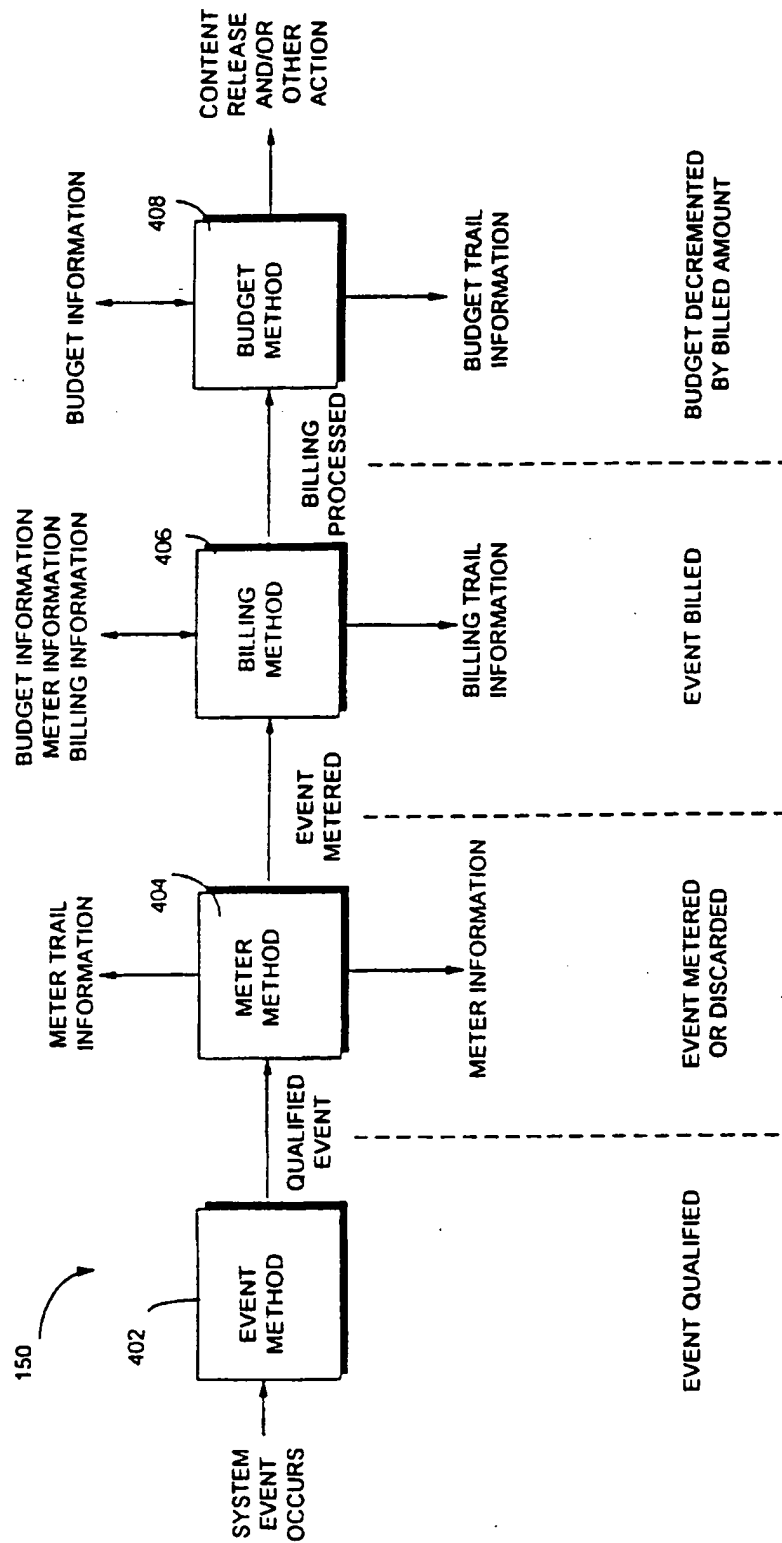 150
SYSTEM
EVENT
OCCURS
402
EVENT
METHOD
QUALIFIED
EVENT
EVENT QUALIFIED
METER TRAIL
INFORMATION
404
METER
METHOD
EVENT
METERED
METER INFORMATION
EVENT METERED
OR DISCARDED
BUDGET INFORMATION
METER INFORMATION
BILLING INFORMATION
406
BILLING
METHOD
BILLING
PROCESSED
BILLING TRAIL
INFORMATION
EVENT BILLED
BUDGET INFORMATION
408
BUDGET
METHOD
CONTENT
RELEASE
AND/OR
OTHER
ACTION
BUDGET TRAIL
INFORMATION
BUDGET DECREMENTED
BY BILLED AMOUNT